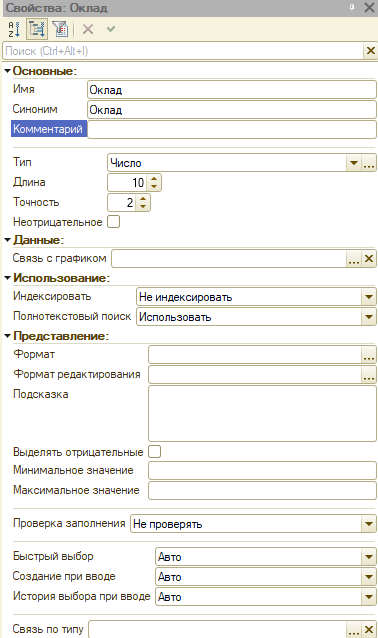 Свойства: Оклад
Поиск (Ctrl+Alt+I)
Основные:
Имя Оклад
Синоним Оклад
Комментарий
Тип Число
Длина 10
Точность 2
Неотрицательное
Данные:
Связь с графиком
Использование:
Индексировать Не индексировать
Полнотекстовый поиск Использовать
Представление:
Формат
Формат редактирования
Подсказка
Выделять отрицательные
Минимальное значение
Максимальное значение
Проверка заполнения Не проверять
Быстрый выбор Авто
Создание при вводе Авто
История выбора при вводе Авто
Связь по типу